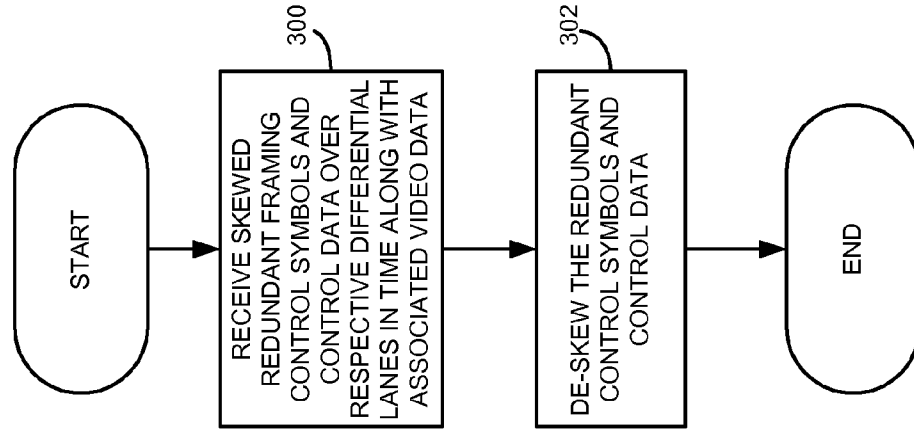 START
RECEIVE SKEWED
REDUNDANT FRAMING
CONTROL SYMBOLS AND
CONTROL DATA OVER
RESPECTIVE DIFFERENTIAL
LANES IN TIME ALONG WITH
ASSOCIATED VIDEO DATA
300
DE-SKEW THE REDUNDANT
CONTROL SYMBOLS AND
CONTROL DATA
302
END